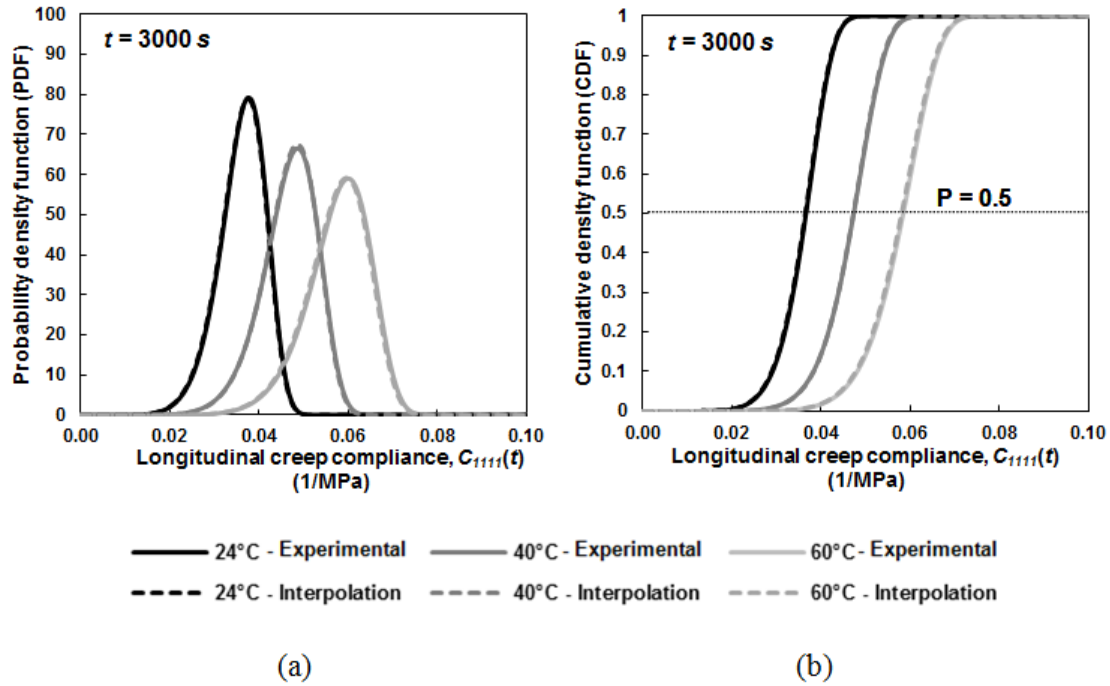 t = 3000 s
Probability density function (PDF)
100
90
80
70
60
50
40
30
20
10
0
0.00 0.02 0.04 0.06 0.08 0.10
Longitudinal creep compliance, C1111(t)
(1/MPa)
t = 3000 s
P = 0.5
Cumulative density function (CDF)
1
0.9
0.8
0.7
0.6
0.5
0.4
0.3
0.2
0.1
0
0.00 0.02 0.04 0.06 0.08 0.10
Longitudinal creep compliance, C1111(t)
(1/MPa)
24°C - Experimental 40°C - Experimental 60°C - Experimental
24°C - Interpolation 40°C - Interpolation 60°C - Interpolation
(a) (b)